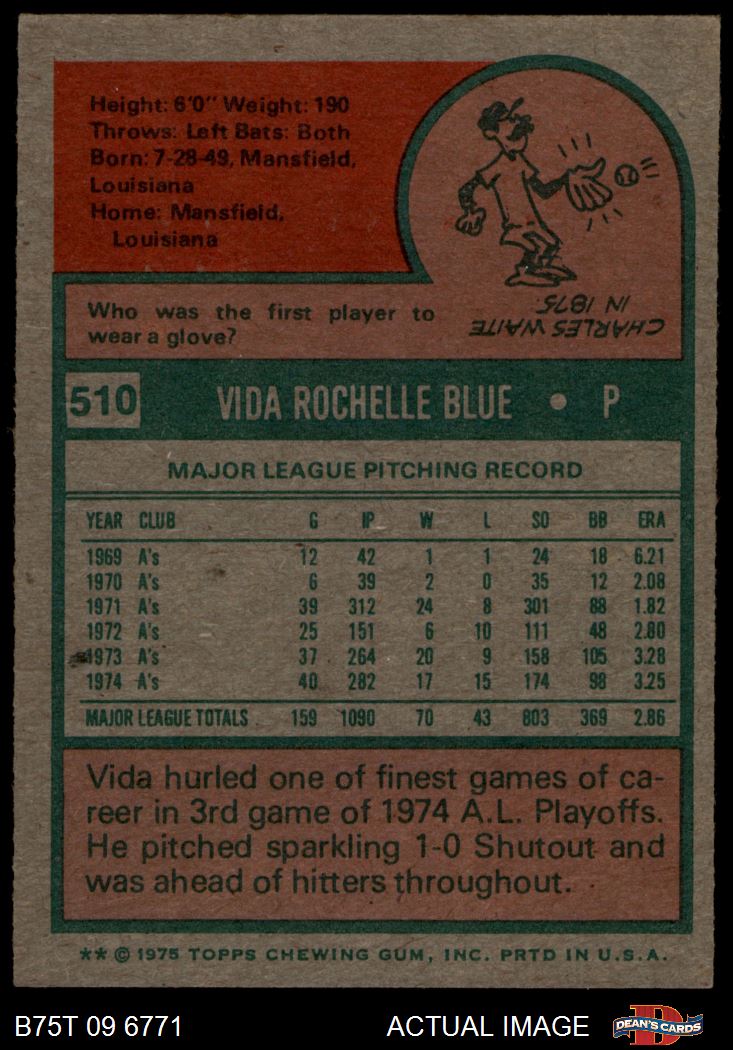 Height: 6'0" Weight: 190
Throws: Left Bats: Both
Born: 7-28-49, Mansfield,
Louisiana
Home: Mansfield,
Louisiana
Who was the first player to
wear a glove?
CHARLES WAITE
IN 1875.
510 VIDA ROCHELLE BLUE • P
MAJOR LEAGUE PITCHING RECORD
YEAR CLUB G IP W L SO BB ERA
1969 A's 12 42 1 1 24 18 6.21
1970 A's 6 39 2 0 35 12 2.08
1971 A's 39 312 24 8 301 88 1.82
1972 A's 25 151 6 10 111 48 2.80
1973 A's 37 264 20 9 158 105 3.28
1974 A's 40 282 17 15 174 98 3.25
MAJOR LEAGUE TOTALS 159 1090 70 43 803 369 2.86
Vida hurled one of finest games of ca-
reer in 3rd game of 1974 A.L. Playoffs.
He pitched sparkling 1-0 Shutout and
was ahead of hitters throughout.
** © 1975 TOPPS CHEWING GUM, INC. PRTD IN U.S.A.
B75T 09 6771 ACTUAL IMAGE DEAN'S CARDS